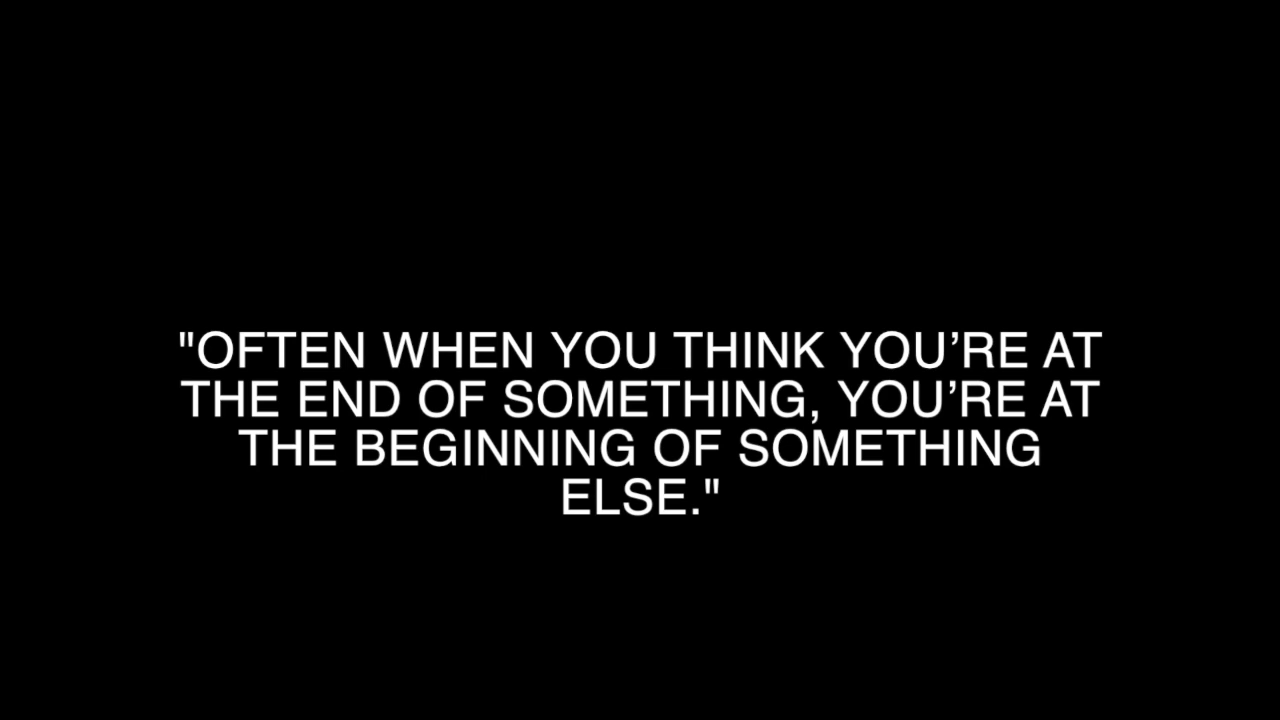 "OFTEN WHEN YOU THINK YOU’RE AT
THE END OF SOMETHING, YOU’RE AT
THE BEGINNING OF SOMETHING
ELSE."